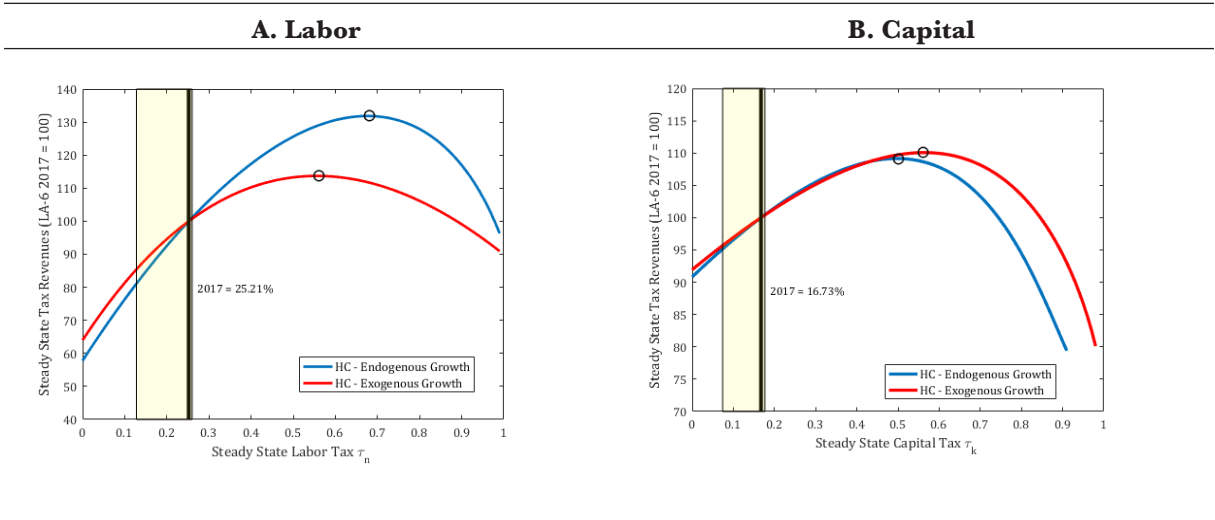 A. Labor
B. Capital
Steady State Tax Revenues (LA-6 2017 = 100)
140
130
120
110
100
90
80
70
60
50
40
2017 = 25.21%
HC - Endogenous Growth
HC - Exogenous Growth
0 0.1 0.2 0.3 0.4 0.5 0.6 0.7 0.8 0.9 1
Steady State Labor Tax τn
Steady State Tax Revenues (LA-6 2017 = 100)
120
115
110
105
100
95
90
85
80
75
70
2017 = 16.73%
HC - Endogenous Growth
HC - Exogenous Growth
0 0.1 0.2 0.3 0.4 0.5 0.6 0.7 0.8 0.9 1
Steady State Capital Tax τk